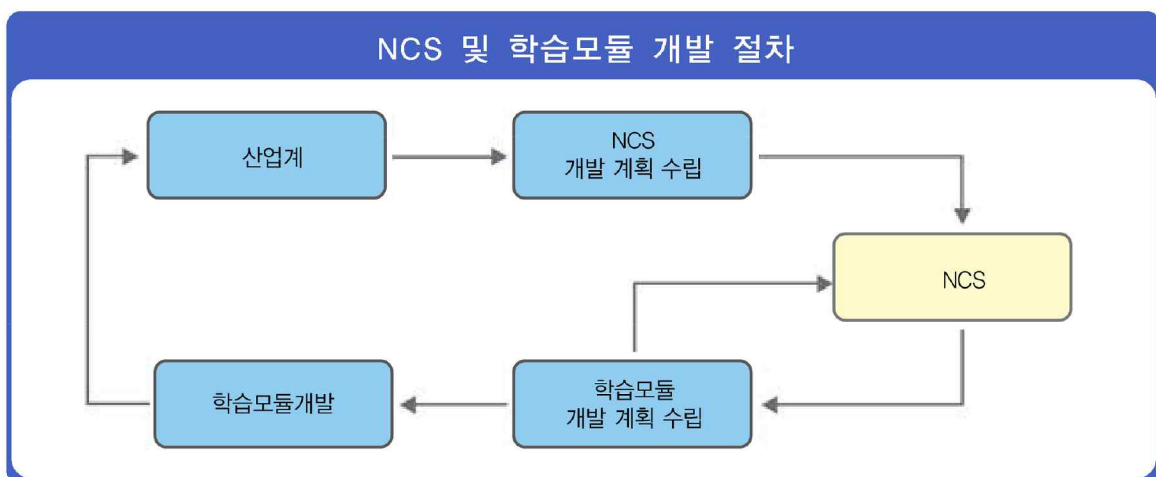 NCS 및 학습모듈 개발 절차
산업계
NCS
개발 계획 수립
NCS
학습모듈개발
학습모듈
개발 계획 수립